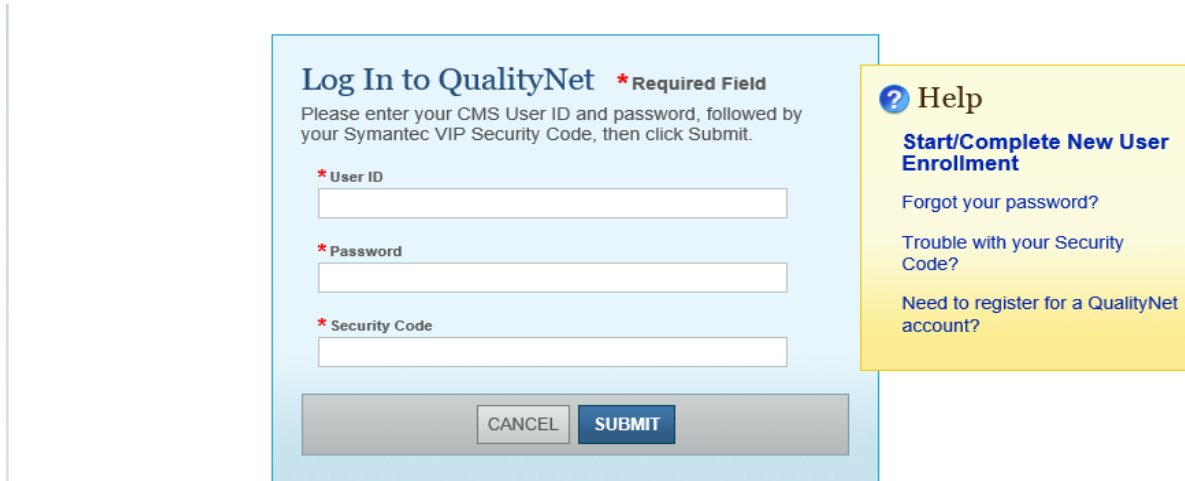 Log In to QualityNet * Required Field
Please enter your CMS User ID and password, followed by
your Symantec VIP Security Code, then click Submit.
* User ID
* Password
* Security Code
CANCEL SUBMIT
? Help
Start/Complete New User
Enrollment
Forgot your password?
Trouble with your Security
Code?
Need to register for a QualityNet
account?